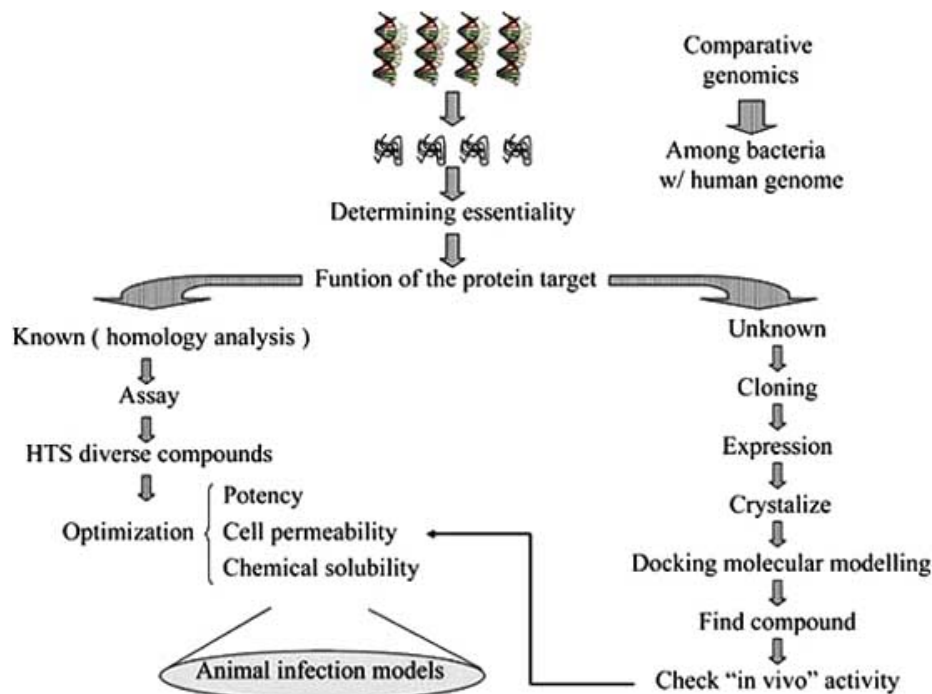 Comparative
genomics
Among bacteria
w/ human genome
Determining essentiality
Funtion of the protein target
Known ( homology analysis )
Assay
HTS diverse compounds
Optimization
Potency
Cell permeability
Chemical solubility
Animal infection models
Unknown
Cloning
Expression
Crystalize
Docking molecular modelling
Find compound
Check “in vivo” activity